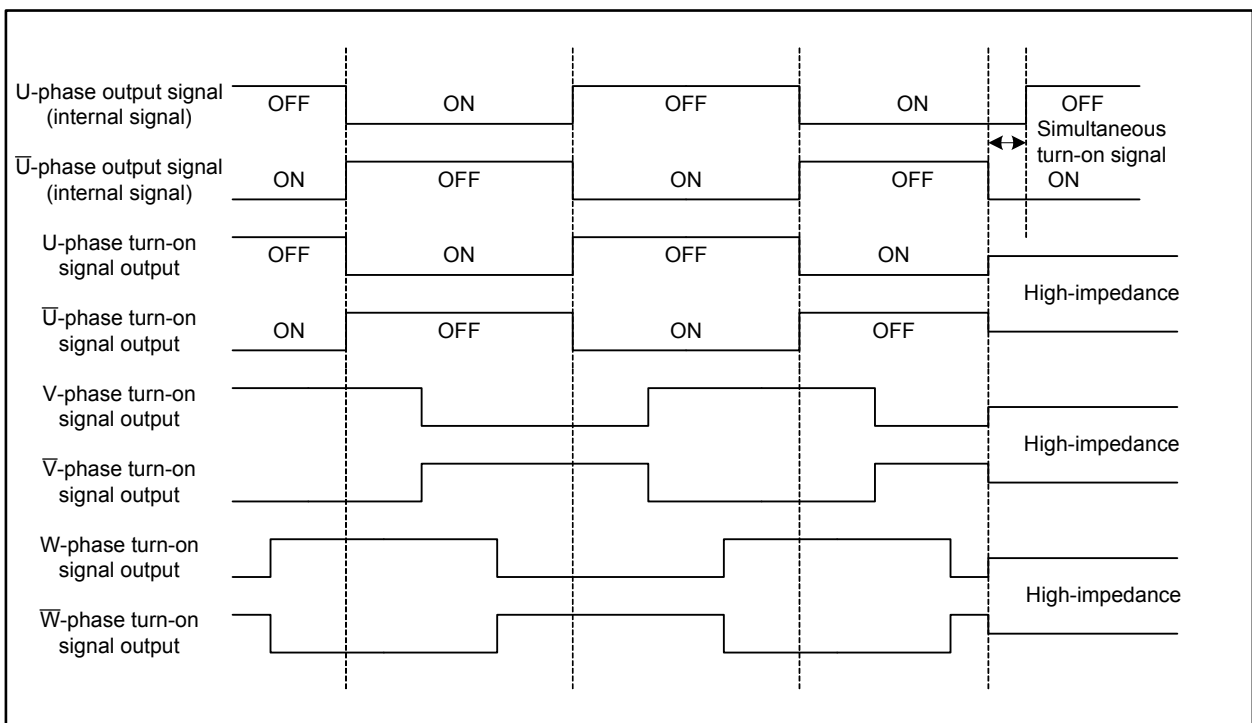 U-phase output signal
(internal signal)
OFF
ON
OFF
ON
OFF
Simultaneous
turn-on signal
U̅-phase output signal
(internal signal)
ON
OFF
ON
OFF
ON
U-phase turn-on
signal output
OFF
ON
OFF
ON
High-impedance
U̅-phase turn-on
signal output
ON
OFF
ON
OFF
V-phase turn-on
signal output
High-impedance
V̅-phase turn-on
signal output
W-phase turn-on
signal output
High-impedance
W̅-phase turn-on
signal output